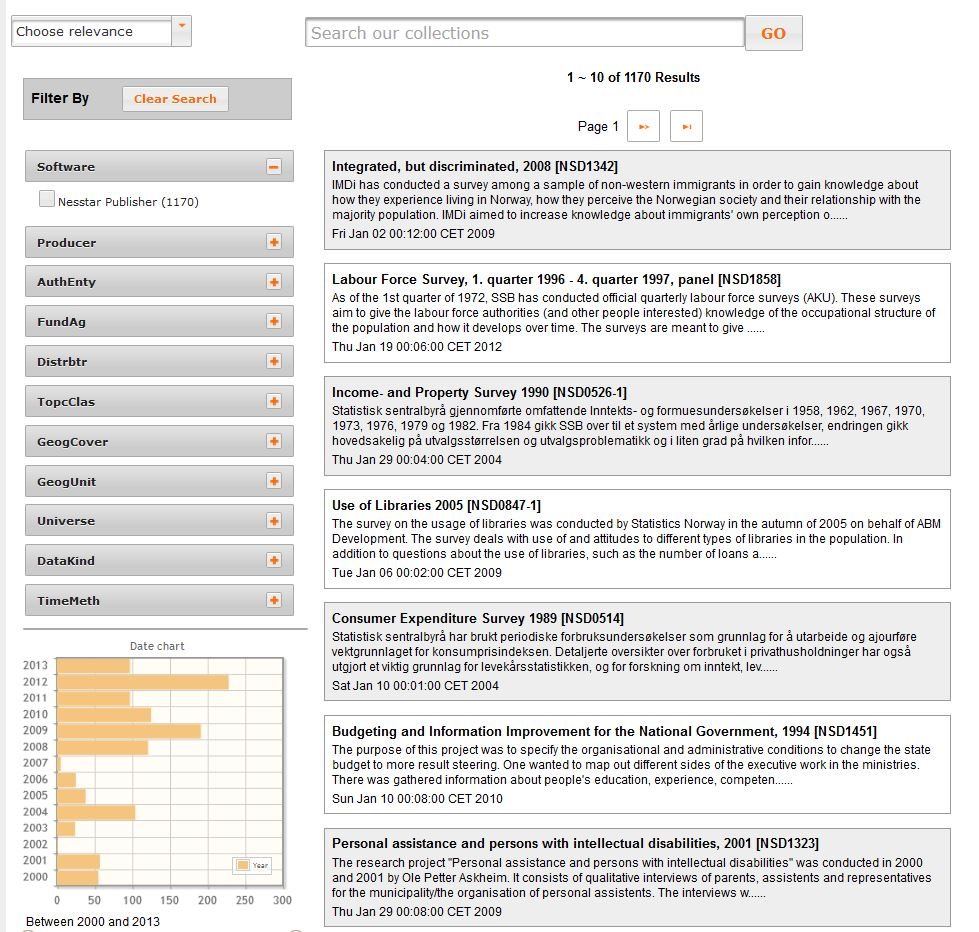 Choose relevance
Search our collections
GO
1 ~ 10 of 1170 Results
Filter By
Clear Search
Page 1
Software
Nesstar Publisher (1170)
Producer
AuthEnty
FundAg
Distrbtr
TopcClas
GeogCover
GeogUnit
Universe
DataKind
TimeMeth
Date chart
2013
2012
2011
2010
2009
2008
2007
2006
2005
2004
2003
2002
2001
2000
Year
0 50 100 150 200 250 300
Between 2000 and 2013
Integrated, but discriminated, 2008 [NSD1342]
IMDi has conducted a survey among a sample of non-western immigrants in order to gain knowledge about
how they experience living in Norway, how they perceive the Norwegian society and their relationship with the
majority population. IMDi aimed to increase knowledge about immigrants' own perception o......
Fri Jan 02 00:12:00 CET 2009
Labour Force Survey, 1. quarter 1996 - 4. quarter 1997, panel [NSD1858]
As of the 1st quarter of 1972, SSB has conducted official quarterly labour force surveys (AKU). These surveys
aim to give the labour force authorities (and other people interested) knowledge of the occupational structure of
the population and how it develops over time. The surveys are meant to give ......
Thu Jan 19 00:06:00 CET 2012
Income- and Property Survey 1990 [NSD0526-1]
Statistisk sentralbyrå gjennomførte omfattende Inntekts- og formuesundersøkelser i 1958, 1962, 1967, 1970,
1973, 1976, 1979 og 1982. Fra 1984 gikk SSB over til et system med årlige undersøkelser, endringen gikk
hovedsakelig på utvalgsstørrelsen og utvalgsproblematikk og i liten grad på hvilken infor......
Thu Jan 29 00:04:00 CET 2004
Use of Libraries 2005 [NSD0847-1]
The survey on the usage of libraries was conducted by Statistics Norway in the autumn of 2005 on behalf of ABM
Development. The survey deals with use of and attitudes to different types of libraries in the population. In
addition to questions about the use of libraries, such as the number of loans a......
Tue Jan 06 00:02:00 CET 2009
Consumer Expenditure Survey 1989 [NSD0514]
Statistisk sentralbyrå har brukt periodiske forbruksundersøkelser som grunnlag for å utarbeide og ajourføre
vektgrunnlaget for konsumprisindeksen. Detaljerte oversikter over forbruket i privathusholdninger har også
utgjort et viktig grunnlag for levekårsstatistikken, og for forskning om inntekt, lev......
Sat Jan 10 00:01:00 CET 2004
Budgeting and Information Improvement for the National Government, 1994 [NSD1451]
The purpose of this project was to specify the organisational and administrative conditions to change the state
budget to more result steering. One wanted to map out different sides of the executive work in the ministries.
There was gathered information about people's education, experience, competen......
Sun Jan 10 00:08:00 CET 2010
Personal assistance and persons with intellectual disabilities, 2001 [NSD1323]
The research project "Personal assistance and persons with intellectual disabilities" was conducted in 2000
and 2001 by Ole Petter Askheim. It consists of qualitative interviews of parents, assistants and representatives
for the municipality/the organisation of personal assistents. The interviews w......
Thu Jan 29 00:08:00 CET 2009